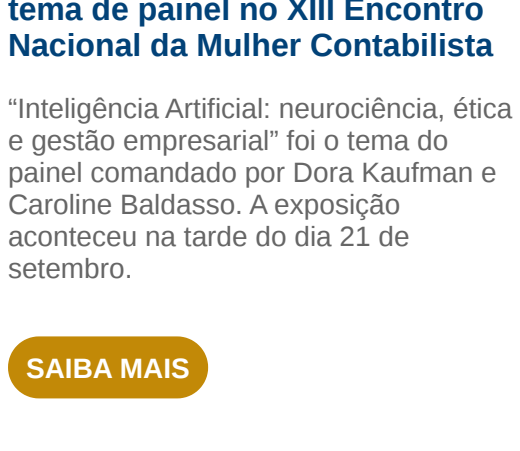 tema de painel no XIII Encontro
Nacional da Mulher Contabilista
“Inteligência Artificial: neurociência, ética
e gestão empresarial” foi o tema do
painel comandado por Dora Kaufman e
Caroline Baldasso. A exposição
aconteceu na tarde do dia 21 de
setembro.
SAIBA MAIS